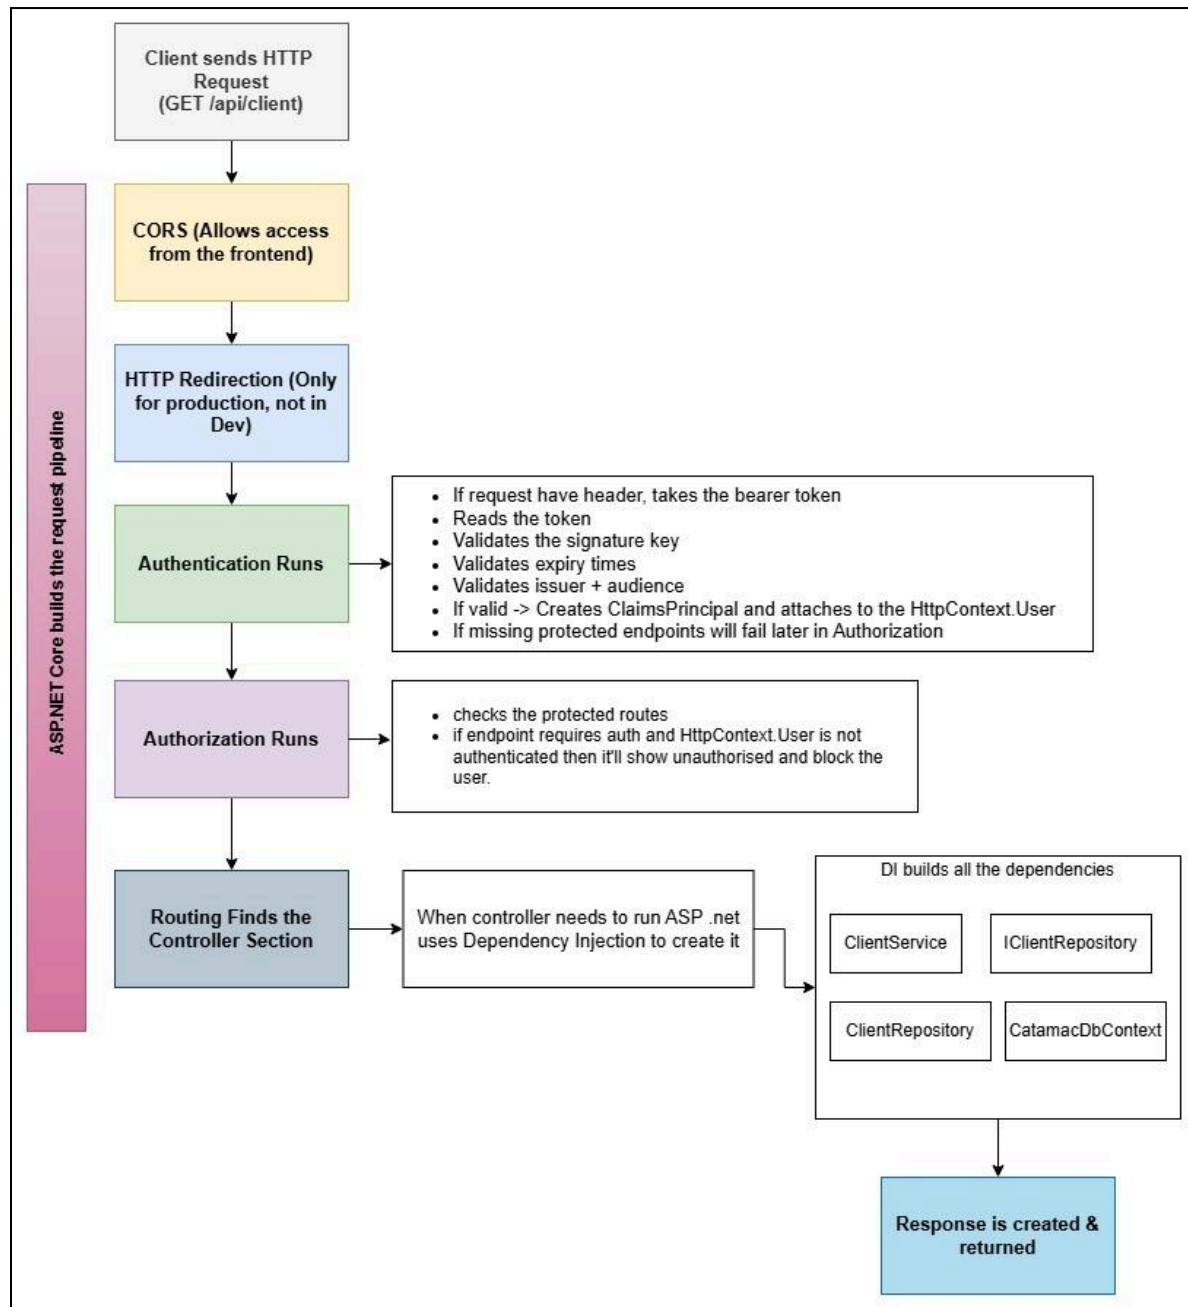 Client sends HTTP
Request
(GET /api/client)
ASP.NET Core builds the request pipeline
CORS (Allows access
from the frontend)
HTTP Redirection (Only
for production, not in
Dev)
Authentication Runs
• If request have header, takes the bearer token
• Reads the token
• Validates the signature key
• Validates expiry times
• Validates issuer + audience
• If valid -> Creates ClaimsPrincipal and attaches to the HttpContext.User
• If missing protected endpoints will fail later in Authorization
Authorization Runs
• checks the protected routes
• if endpoint requires auth and HttpContext.User is not
authenticated then it'll show unauthorised and block the
user.
Routing Finds the
Controller Section
When controller needs to run ASP .net
uses Dependency Injection to create it
DI builds all the dependencies
ClientService
IClientRepository
ClientRepository
CatamacDbContext
Response is created &
returned